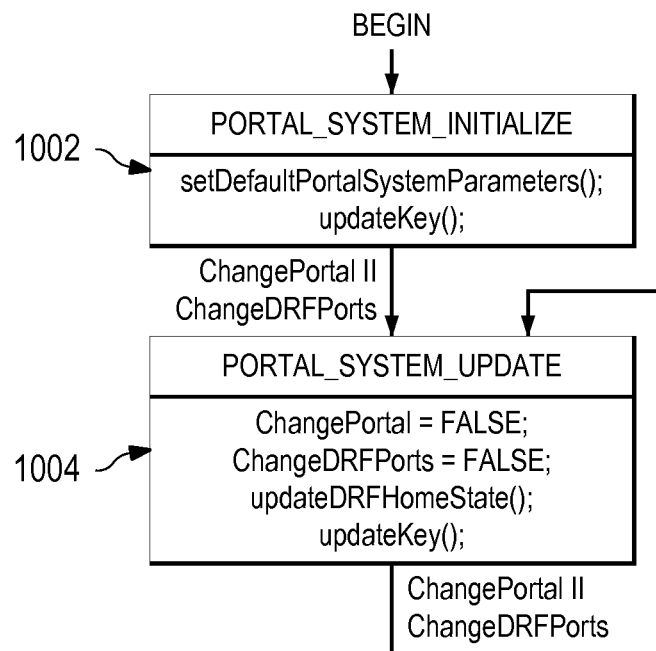 BEGIN
PORTAL_SYSTEM_INITIALIZE
1002
setDefaultPortalSystemParameters();
updateKey();
ChangePortal II
ChangeDRFPorts
PORTAL_SYSTEM_UPDATE
ChangePortal = FALSE;
ChangeDRFPorts = FALSE;
1004
updateDRFHomeState();
updateKey();
ChangePortal II
ChangeDRFPorts